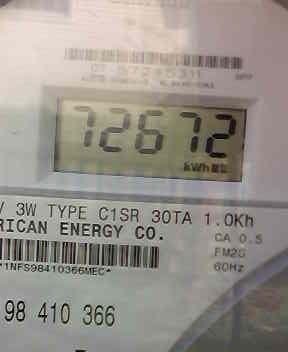 72672
kWh
V 3W TYPE C1SR 30TA 1.0Kh
RICAN ENERGY CO.
CA 0.5
FM2S
60Hz
*1NFS98410366MEC*
98 410 366